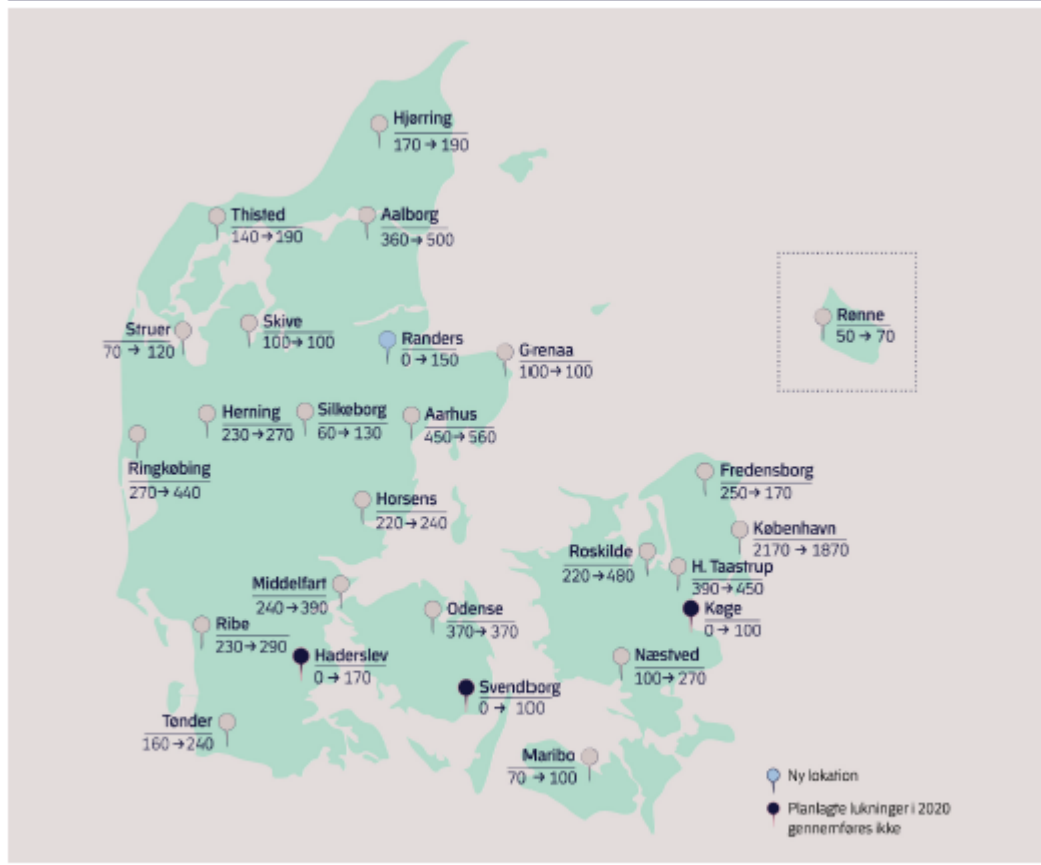 Hjørring
170 → 190
Thisted
140 → 190
Aalborg
360 → 500
Struer
70 → 120
Skive
100 → 100
Randers
0 → 150
Grenaa
100 → 100
Rønne
50 → 70
Herning
230 → 270
Silkeborg
60 → 130
Aarhus
450 → 560
Ringkøbing
270 → 440
Horsens
220 → 240
Fredensborg
250 → 170
København
2170 → 1870
Roskilde
220 → 480
H. Taastrup
390 → 450
Middelfart
240 → 390
Odense
370 → 370
Køge
0 → 100
Ribe
230 → 290
Haderslev
0 → 170
Næstved
100 → 270
Svendborg
0 → 100
Tønder
160 → 240
Maribo
70 → 100
Ny lokation
Planlagte lukninger i 2020
gennemføres ikke